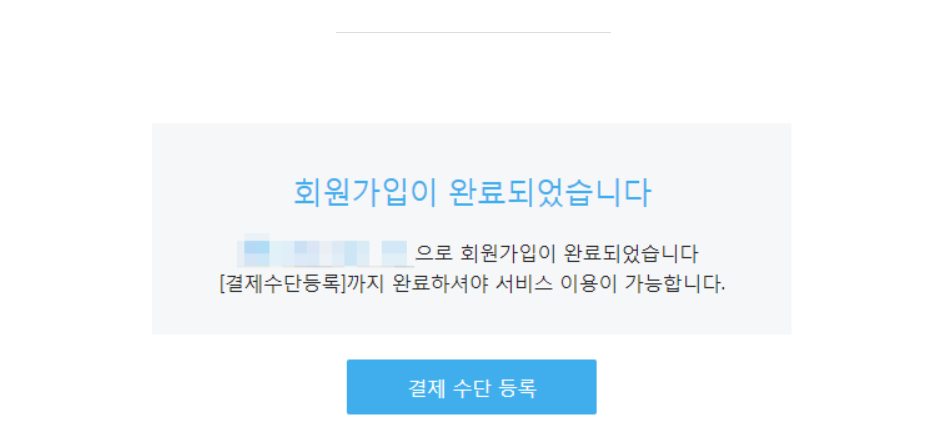 회원가입이 완료되었습니다
으로 회원가입이 완료되었습니다
[결제수단등록]까지 완료하셔야 서비스 이용이 가능합니다.
결제 수단 등록